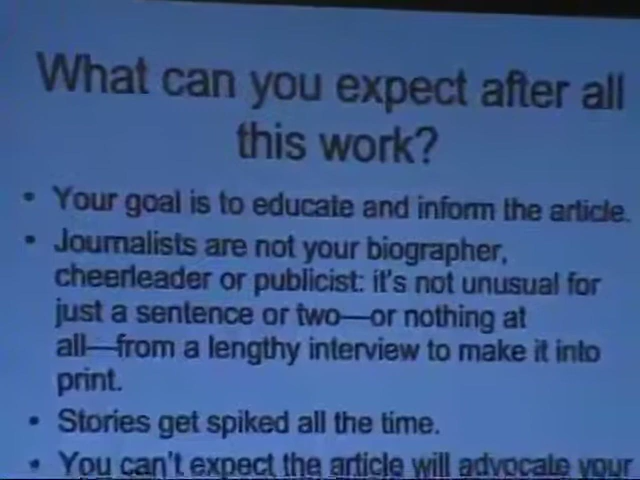 What can you expect after all
this work?
• Your goal is to educate and inform the article.
• Journalists are not your biographer,
cheerleader or publicist: it's not unusual for
just a sentence or two—or nothing at
all—from a lengthy interview to make it into
print.
• Stories get spiked all the time.
• You can't expect the article will advocate your